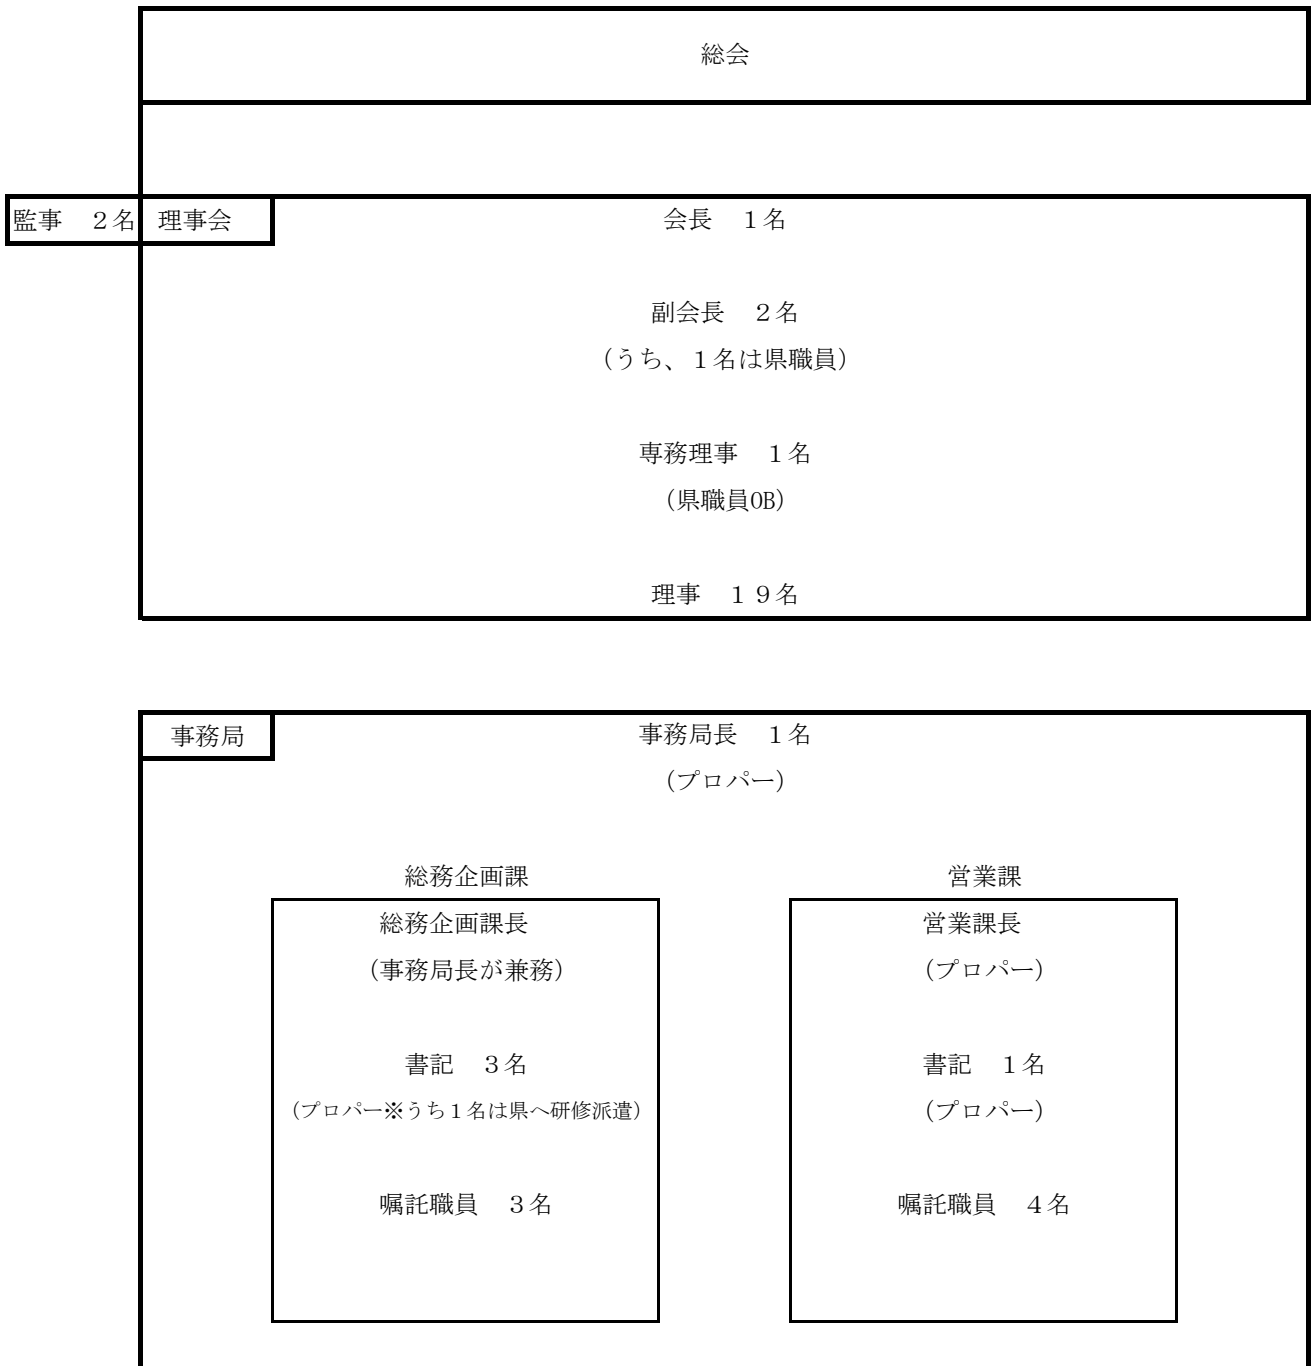 総会
監事　２名
理事会
会長　１名
副会長　２名
（うち、１名は県職員）
専務理事　１名
（県職員OB）
理事　１９名
事務局
事務局長　１名
（プロパー）
総務企画課
総務企画課長
（事務局長が兼務）
書記　３名
（プロパー※うち１名は県へ研修派遣）
嘱託職員　３名
営業課
営業課長
（プロパー）
書記　１名
（プロパー）
嘱託職員　４名